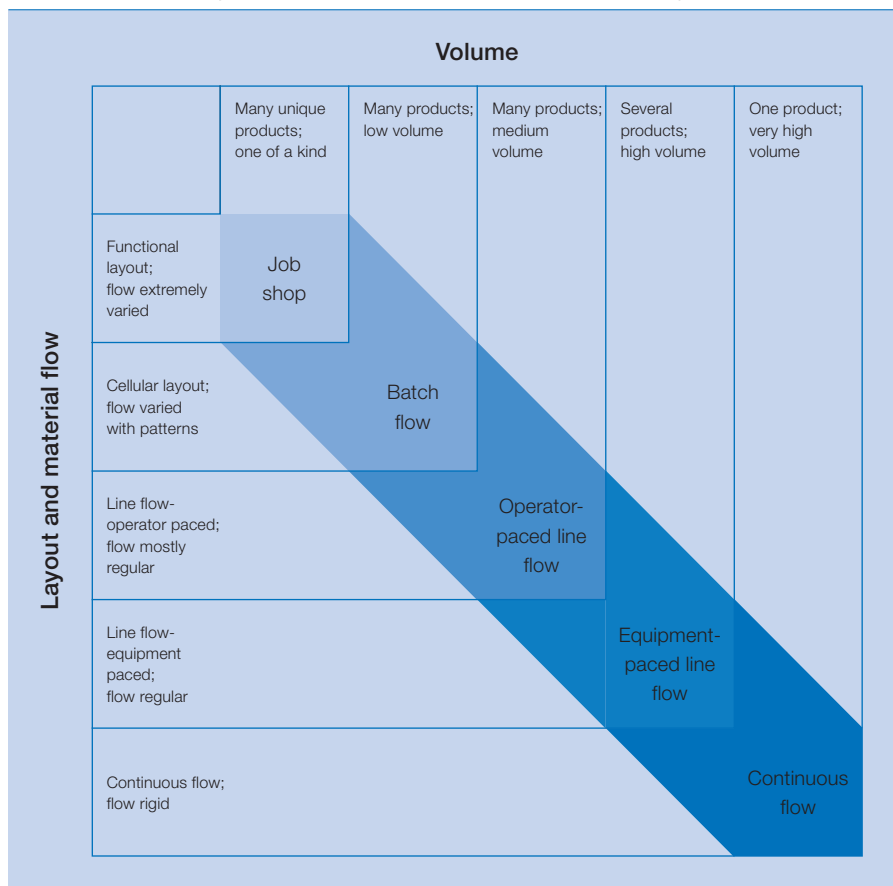 Volume
Many unique
products;
one of a kind
Many products;
low volume
Many products;
medium
volume
Several
products;
high volume
One product;
very high
volume
Layout and material flow
Functional
layout;
flow extremely
varied
Job
shop
Cellular layout;
flow varied
with patterns
Batch
flow
Line flow-
operator paced;
flow mostly
regular
Operator-
paced line
flow
Line flow-
equipment
paced;
flow regular
Equipment-
paced line
flow
Continuous flow;
flow rigid
Continuous
flow